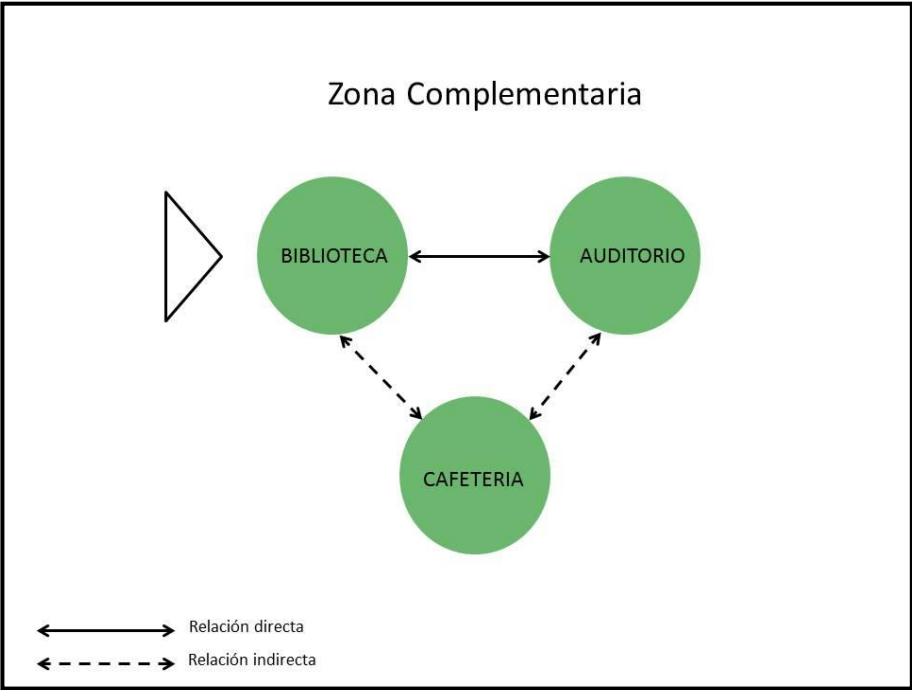 Zona Complementaria
BIBLIOTECA
AUDITORIO
CAFETERIA
Relación directa
Relación indirecta